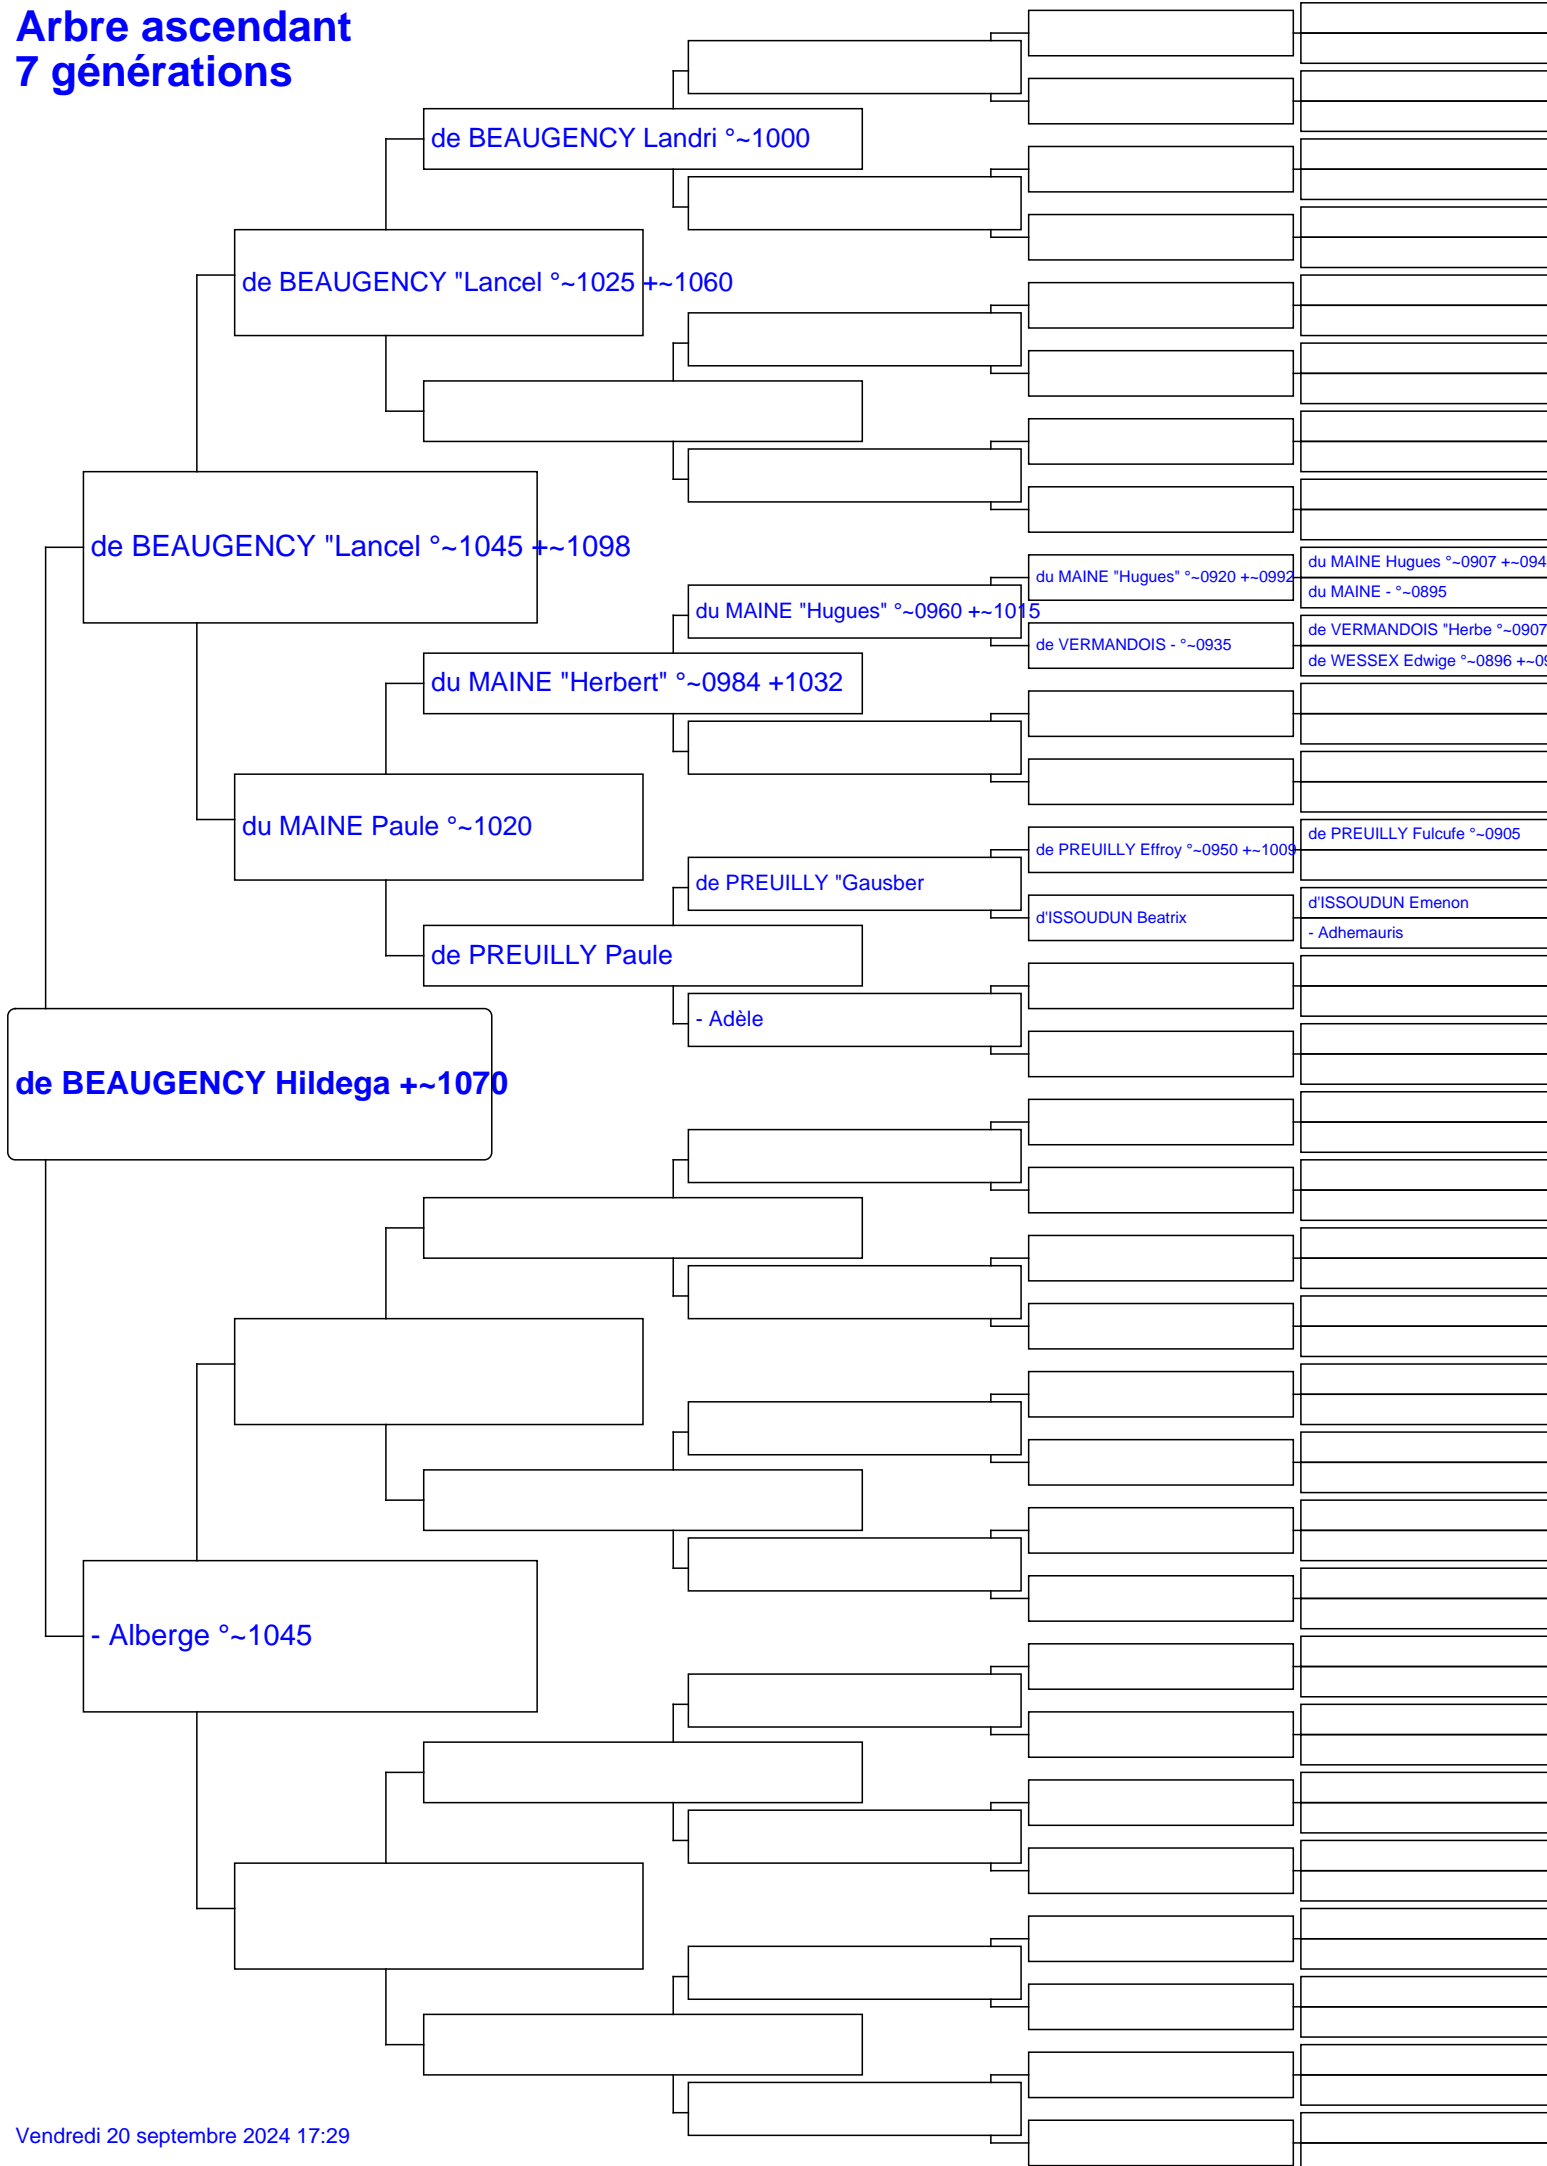 Arbre ascendant
7 générations
de BEAUGENCY Landri °~1000
de BEAUGENCY "Lancel °~1025 +~1060
de BEAUGENCY "Lancel °~1045 +~1098
du MAINE Hugues °~0907 +~094
du MAINE "Hugues" °~0920 +~0992
du MAINE - °~0895
du MAINE "Hugues" °~0960 +~1015
de VERMANDOIS "Herbe °~0907
de VERMANDOIS - °~0935
de WESSEX Edwige °~0896 +~09
du MAINE "Herbert" °~0984 +1032
du MAINE Paule °~1020
de PREUILLY Fulcufe °~0905
de PREUILLY Effroy °~0950 +~1009
de PREUILLY "Gausber
d'ISSOUDUN Emenon
d'ISSOUDUN Beatrix
- Adhemauris
de PREUILLY Paule
- Adèle
de BEAUGENCY Hildega +~1070
- Alberge °~1045
Vendredi 20 septembre 2024 17:29